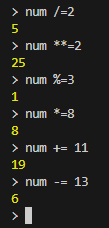 > num /=2
5
> num **=2
25
> num %=3
1
> num *=8
8
> num += 11
19
> num -= 13
6
>